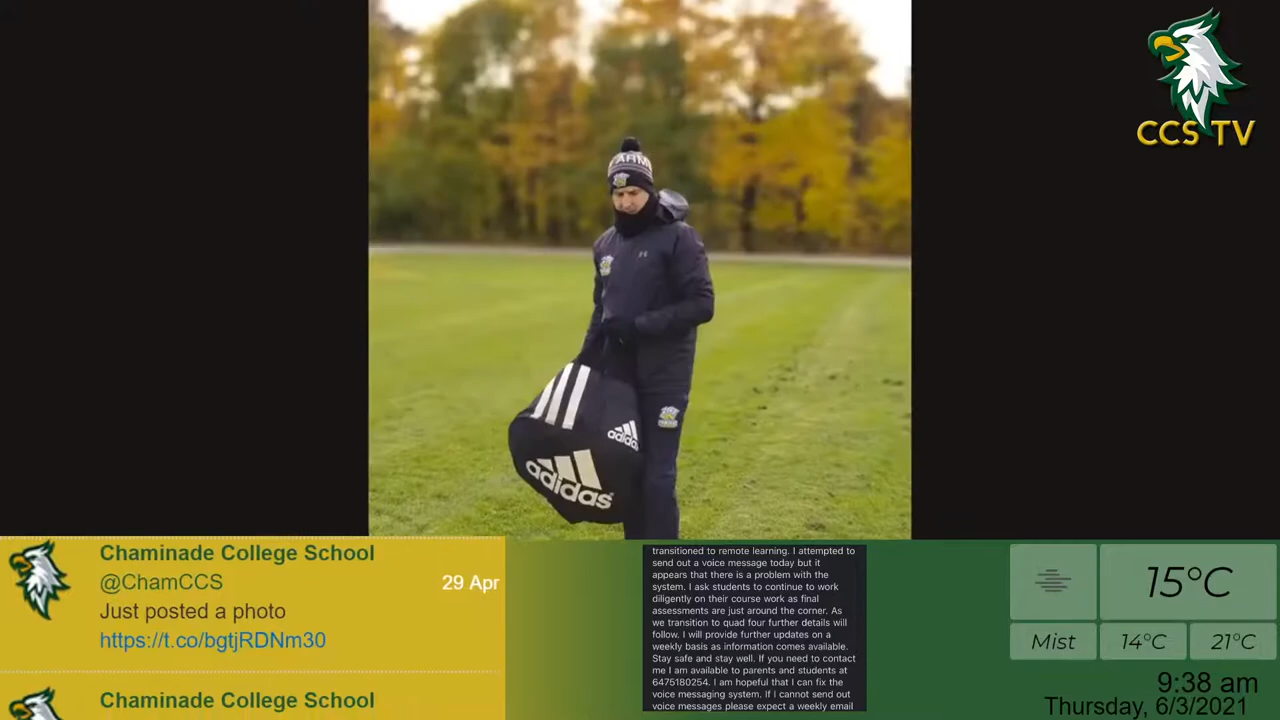 CCS TV
ARM
adidas
adidas
Chaminade College School
@ChamCCS
29 Apr
Just posted a photo
https://t.co/bgtjRDNm30
Chaminade College School
transitioned to remote learning. I attempted to
send out a voice message today but it
appears that there is a problem with the
system. I ask students to continue to work
diligently on their course work as final
assessments are just around the corner. As
we transition to quad four further details will
follow. I will provide further updates on a
weekly basis as information comes available.
Stay safe and stay well. If you need to contact
me I am available to parents and students at
6475180254. I am hopeful that I can fix the
voice messaging system. If I cannot send out
voice messages please expect a weekly email
15°C
Mist
14°C
21°C
9:38 am
Thursday, 6/3/2021